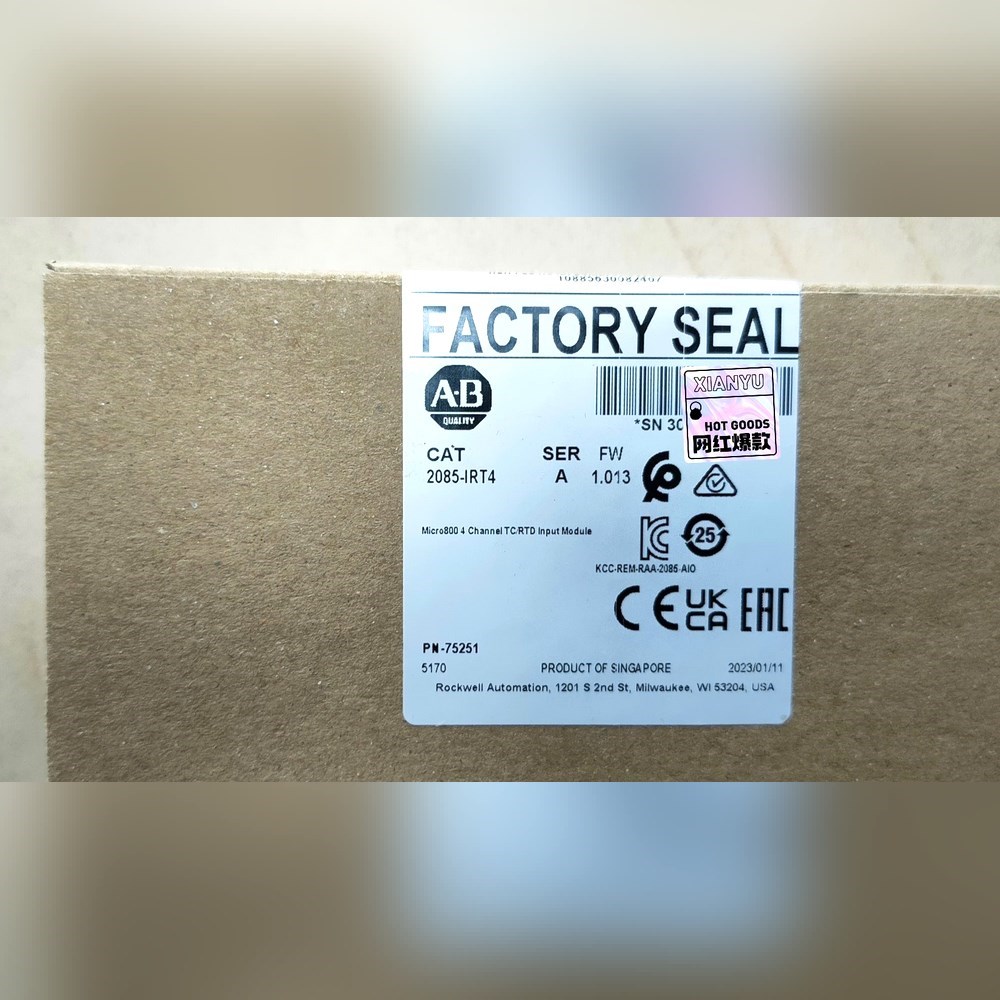 FACTORY SEAL
A·B
QUALITY
XIANYU
HOT GOODS
网红爆款
*SN 30
CAT SER FW
2085-IRT4 A 1.013
Micro800 4 Channel TC/RTD Input Module
25
KCC-REM-RAA-2085-AIO
CE UK CA EAC
PN-75251
5170 PRODUCT OF SINGAPORE 2023/01/11
Rockwell Automation, 1201 S 2nd St, Milwaukee, WI 53204, USA